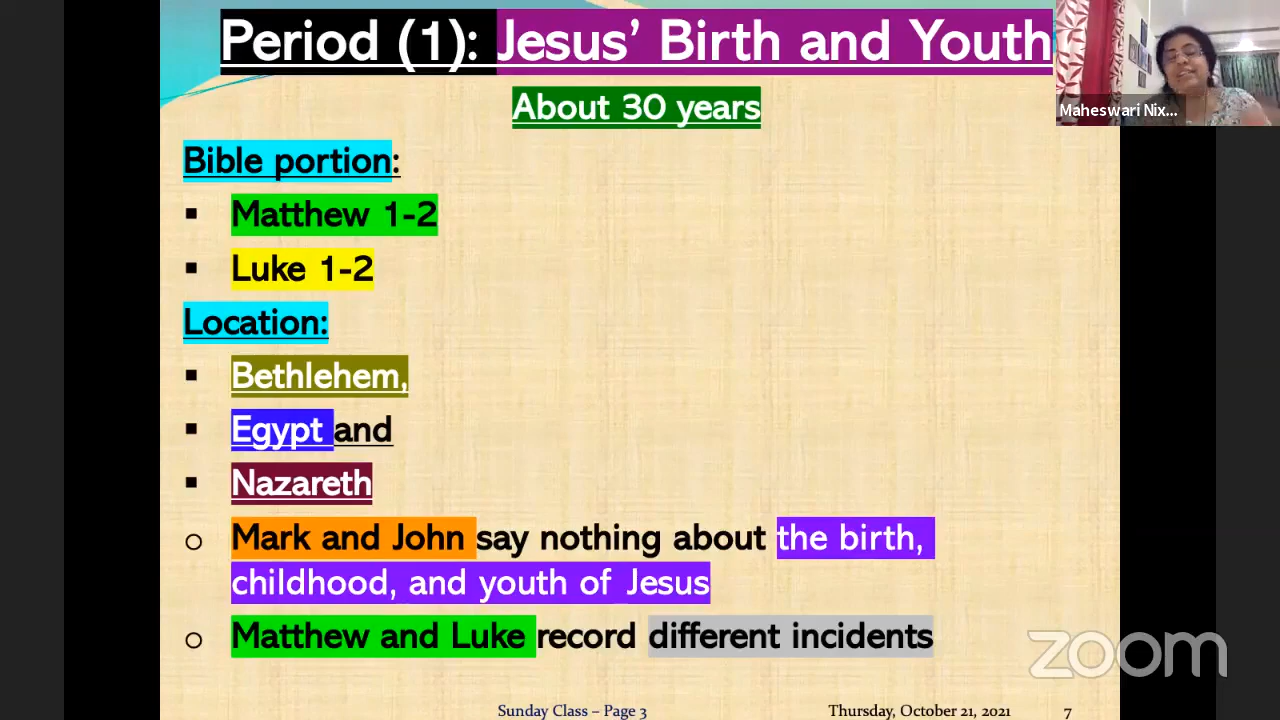 Period (1): Jesus’ Birth and Youth
Maheswari Nix...
About 30 years
Bible portion:
▪ Matthew 1-2
▪ Luke 1-2
Location:
▪ Bethlehem,
▪ Egypt and
▪ Nazareth
o Mark and John say nothing about the birth,
childhood, and youth of Jesus
o Matthew and Luke record different incidents
zoom
Sunday Class – Page 3
Thursday, October 21, 2021
7